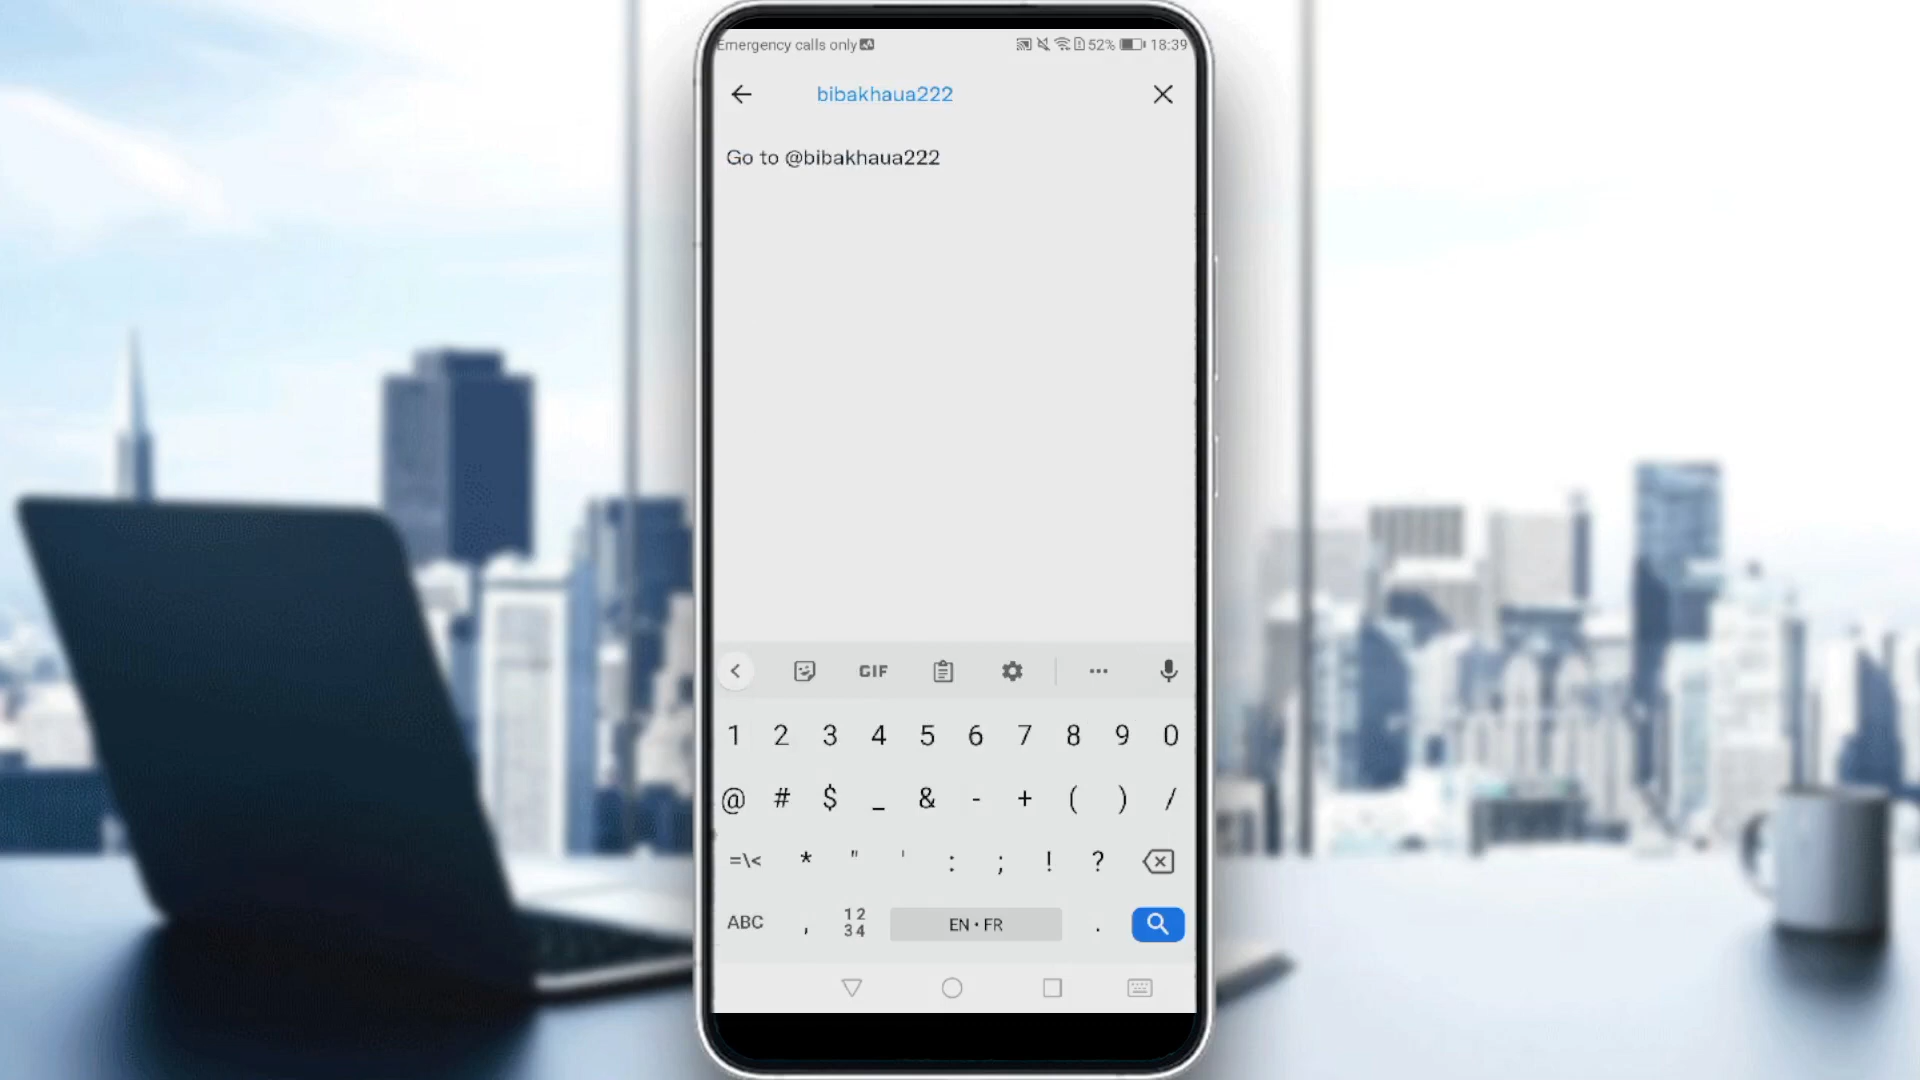 Emergency calls only 52% 18:39
bibakhaua222
Go to @bibakhaua222
GIF
1 2 3 4 5 6 7 8 9 0
@ # $ _ & - + ( ) /
=\< * " ' : ; ! ?
ABC , 12 34 EN • FR .